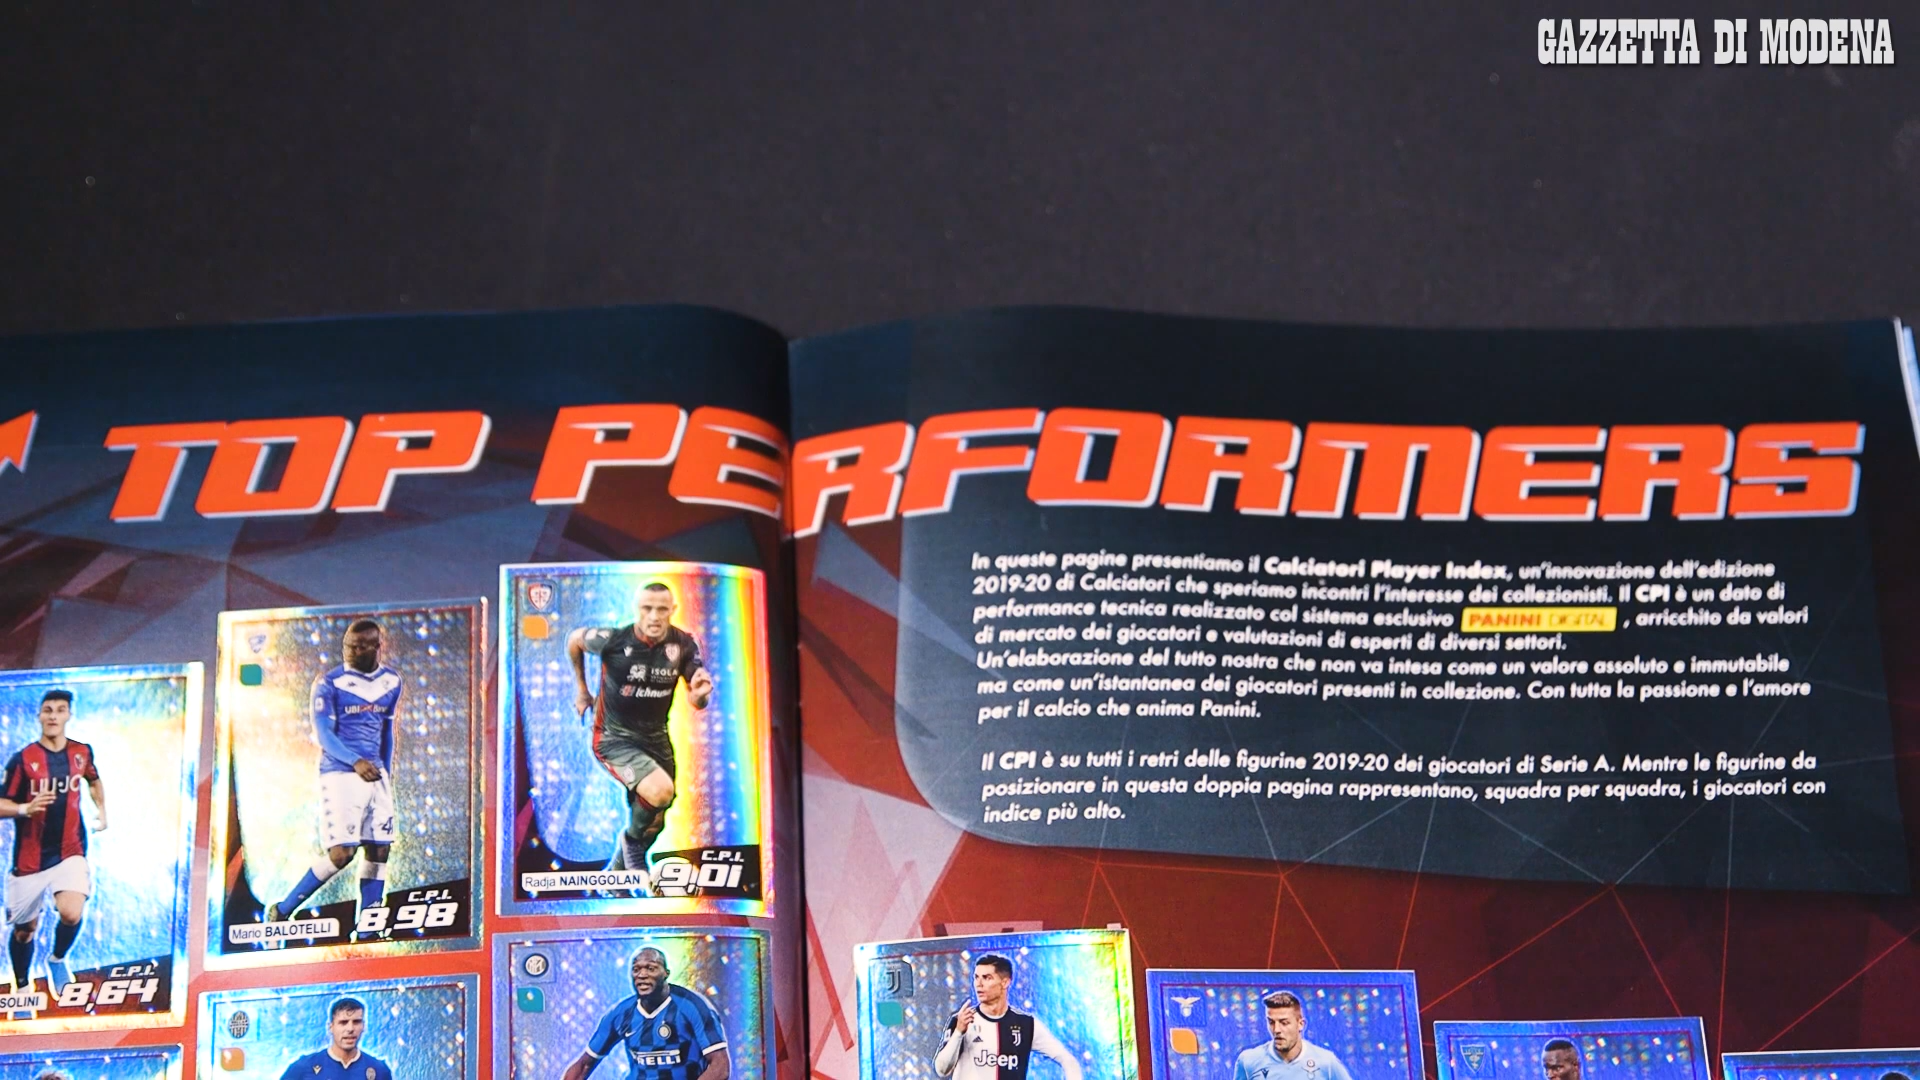 GAZZETTA DI MODENA
TOP PERFORMERS
In queste pagine presentiamo il Calciatori Player Index, un'innovazione dell'edizione
2019-20 di Calciatori che speriamo incontri l'interesse dei collezionisti. Il CPI è un dato di
performance tecnica realizzato col sistema esclusivo PANINI DIGITAL, arricchito da valori
di mercato dei giocatori e valutazioni di esperti di diversi settori.
Un'elaborazione del tutto nostra che non va intesa come un valore assoluto e immutabile
ma come un'istantanea dei giocatori presenti in collezione. Con tutta la passione e l'amore
per il calcio che anima Panini.
Il CPI è su tutti i retri delle figurine 2019-20 dei giocatori di Serie A. Mentre le figurine da
posizionare in questa doppia pagina rappresentano, squadra per squadra, i giocatori con
indice più alto.
LIU·JO
SOLINI
C.P.I.
8,64
UBI
Mario BALOTELLI
C.P.I.
8,98
ISOLA
ichnusa
Radja NAINGGOLAN
C.P.I.
9,01
IRELLI
Jeep